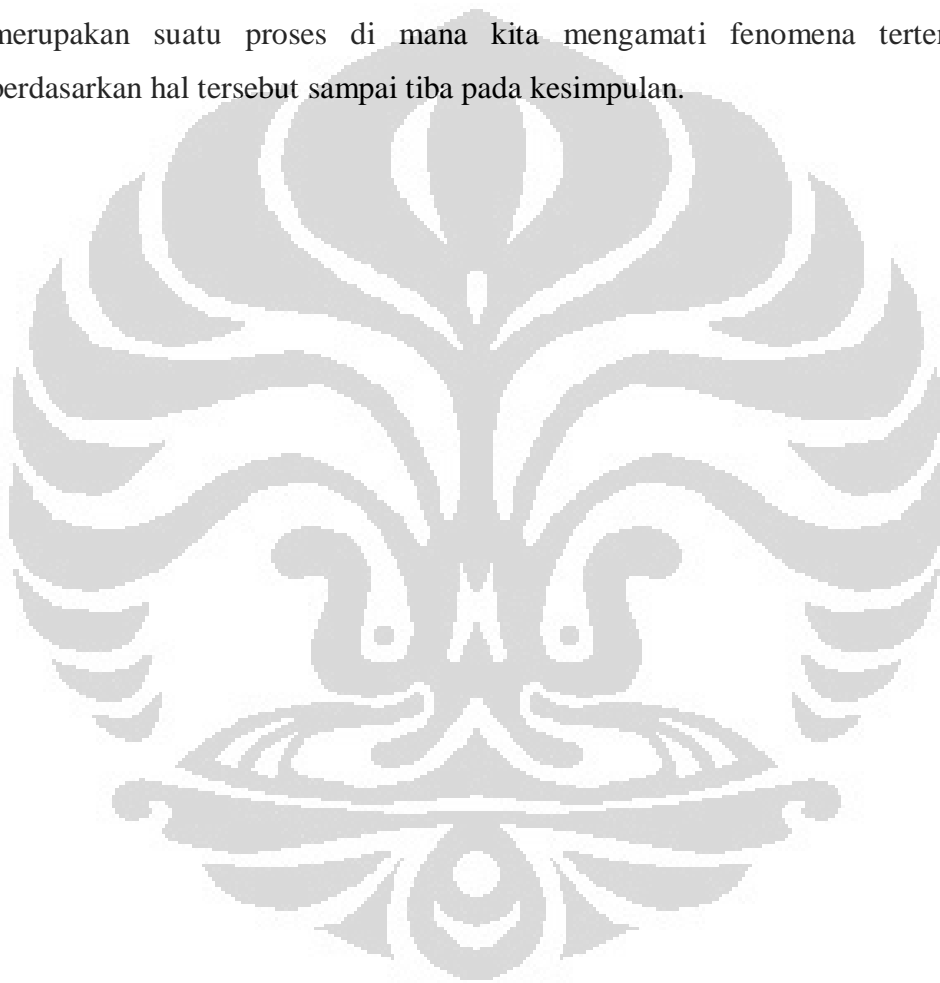 merupakan suatu proses di mana kita mengamati fenomena terten
berdasarkan hal tersebut sampai tiba pada kesimpulan.